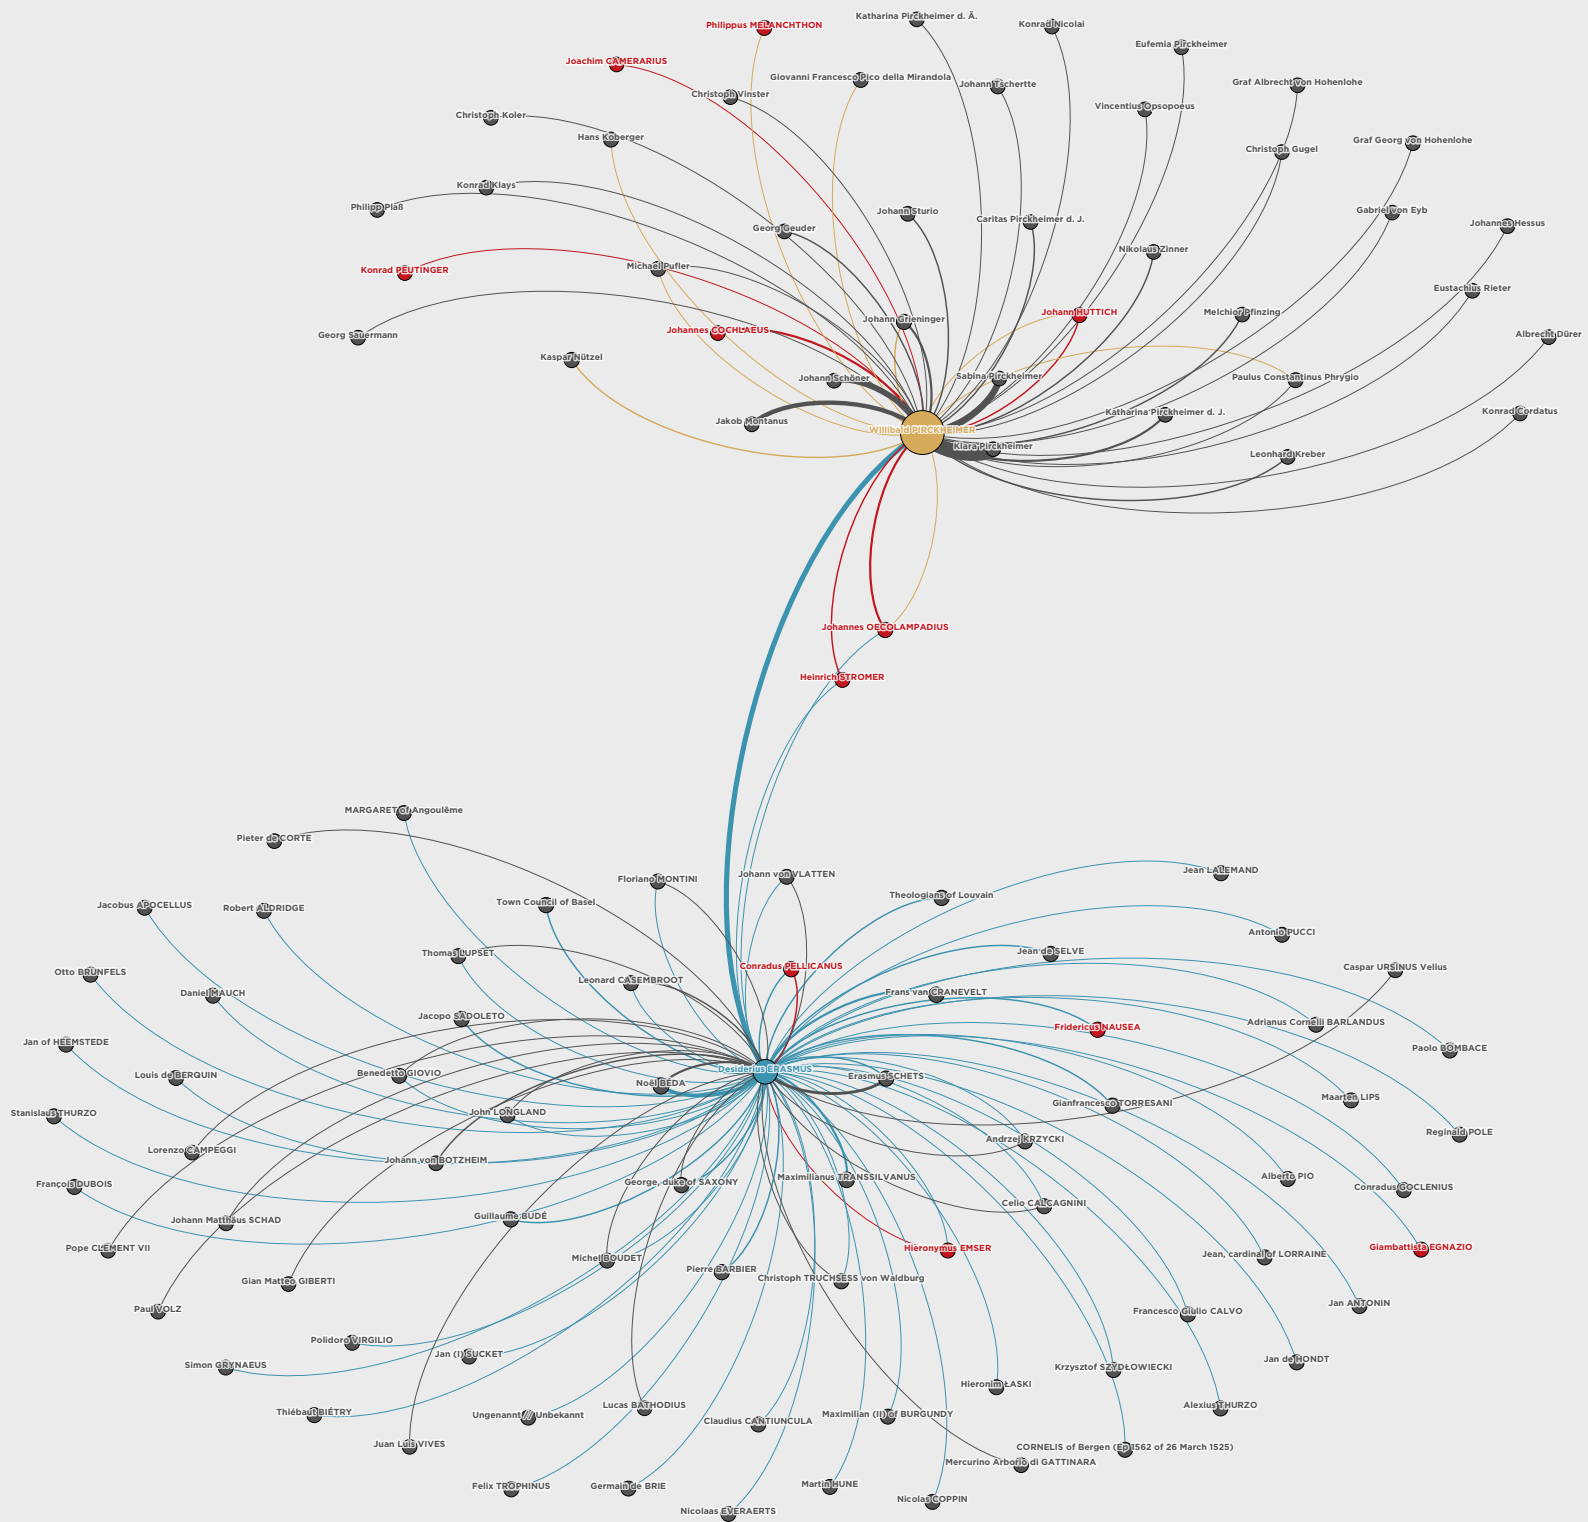 Katharina Pirckheimer d. Ä.
Philippus MELANCHTHON
Konrad Nicolai
Eufemia Pirckheimer
Joachim CAMERARIUS
Giovanni Francesco Pico della Mirandola
Johann Tschertte
Graf Albrecht von Hohenlohe
Christoph Vinster
Vincentius Opsopoeus
Christoph Koler
Hans Koberger
Graf Georg von Hohenlohe
Christoph Gugel
Konrad Klays
Philipp Plaß
Johann Sturio
Gabriel von Eyb
Caritas Pirckheimer d. J.
Johannes Hessus
Georg Geuder
Nikolaus Zinner
Michael Pufler
Konrad PEUTINGER
Eustachius Rieter
Johann HUTTICH
Melchior Pfinzing
Johann Grieninger
Johannes COCHLAEUS
Georg Sauermann
Albrecht Dürer
Kaspar Nützel
Johann Schöner
Sabina Pirckheimer
Paulus Constantinus Phrygio
Katharina Pirckheimer d. J.
Konrad Cordatus
Jakob Montanus
Willibald PIRCKHEIMER
Klara Pirckheimer
Leonhard Kreber
Johannes OECOLAMPADIUS
Heinrich STROMER
MARGARET of Angoulême
Pieter de CORTE
Jean LALEMAND
Johann von VLATTEN
Floriano MONTINI
Theologians of Louvain
Town Council of Basel
Jacobus APOCELLUS
Robert ALDRIDGE
Antonio PUCCI
Thomas LUPSET
Jean de SELVE
Conradus PELLICANUS
Caspar URSINUS Velius
Otto BRUNFELS
Leonard CASEMBROOT
Daniel MAUCH
Frans van CRANEVELT
Jacopo SADOLETO
Adrianus Cornelii BARLANDUS
Fridericus NAUSEA
Jan of HEEMSTEDE
Paolo BOMBACE
Desiderius ERASMUS
Benedetto GIOVIO
Louis de BERQUIN
Erasmus SCHETS
Noël BÉDA
Maarten LIPS
Gianfrancesco TORRESANI
Stanislaus THURZO
John LONGLAND
Reginald POLE
Andrzej KRZYCKI
Lorenzo CAMPEGGI
Johann von BOTZHEIM
Alberto PIO
Maximilianus TRANSSILVANUS
George, duke of SAXONY
François DUBOIS
Conradus GOCLENIUS
Celio CALCAGNINI
Guillaume BUDÉ
Johann Matthäus SCHAD
Pope CLEMENT VII
Hieronymus EMSER
Giambattista EGNAZIO
Jean, cardinal of LORRAINE
Michel BOUDET
Pierre BARBIER
Christoph TRUCHSESS von Waldburg
Gian Matteo GIBERTI
Jan ANTONIN
Paul VOLZ
Francesco Giulio CALVO
Polidoro VIRGILIO
Jan (I) SUCKET
Jan de HONDT
Simon GRYNAEUS
Krzysztof SZYDŁOWIECKI
Hieronim ŁASKI
Lucas BATHODIUS
Alexius THURZO
Thiébaut BIÉTRY
Ungenannt // Unbekannt
Maximilian (II) of BURGUNDY
Claudius CANTIUNCULA
Juan Luis VIVES
CORNELIS of Bergen (Ep 1562 of 26 March 1525)
Mercurino Arborio di GATTINARA
Felix TROPHINUS
Germain de BRIE
Martin HUNE
Nicolas COPPIN
Nicolaas EVERAERTS